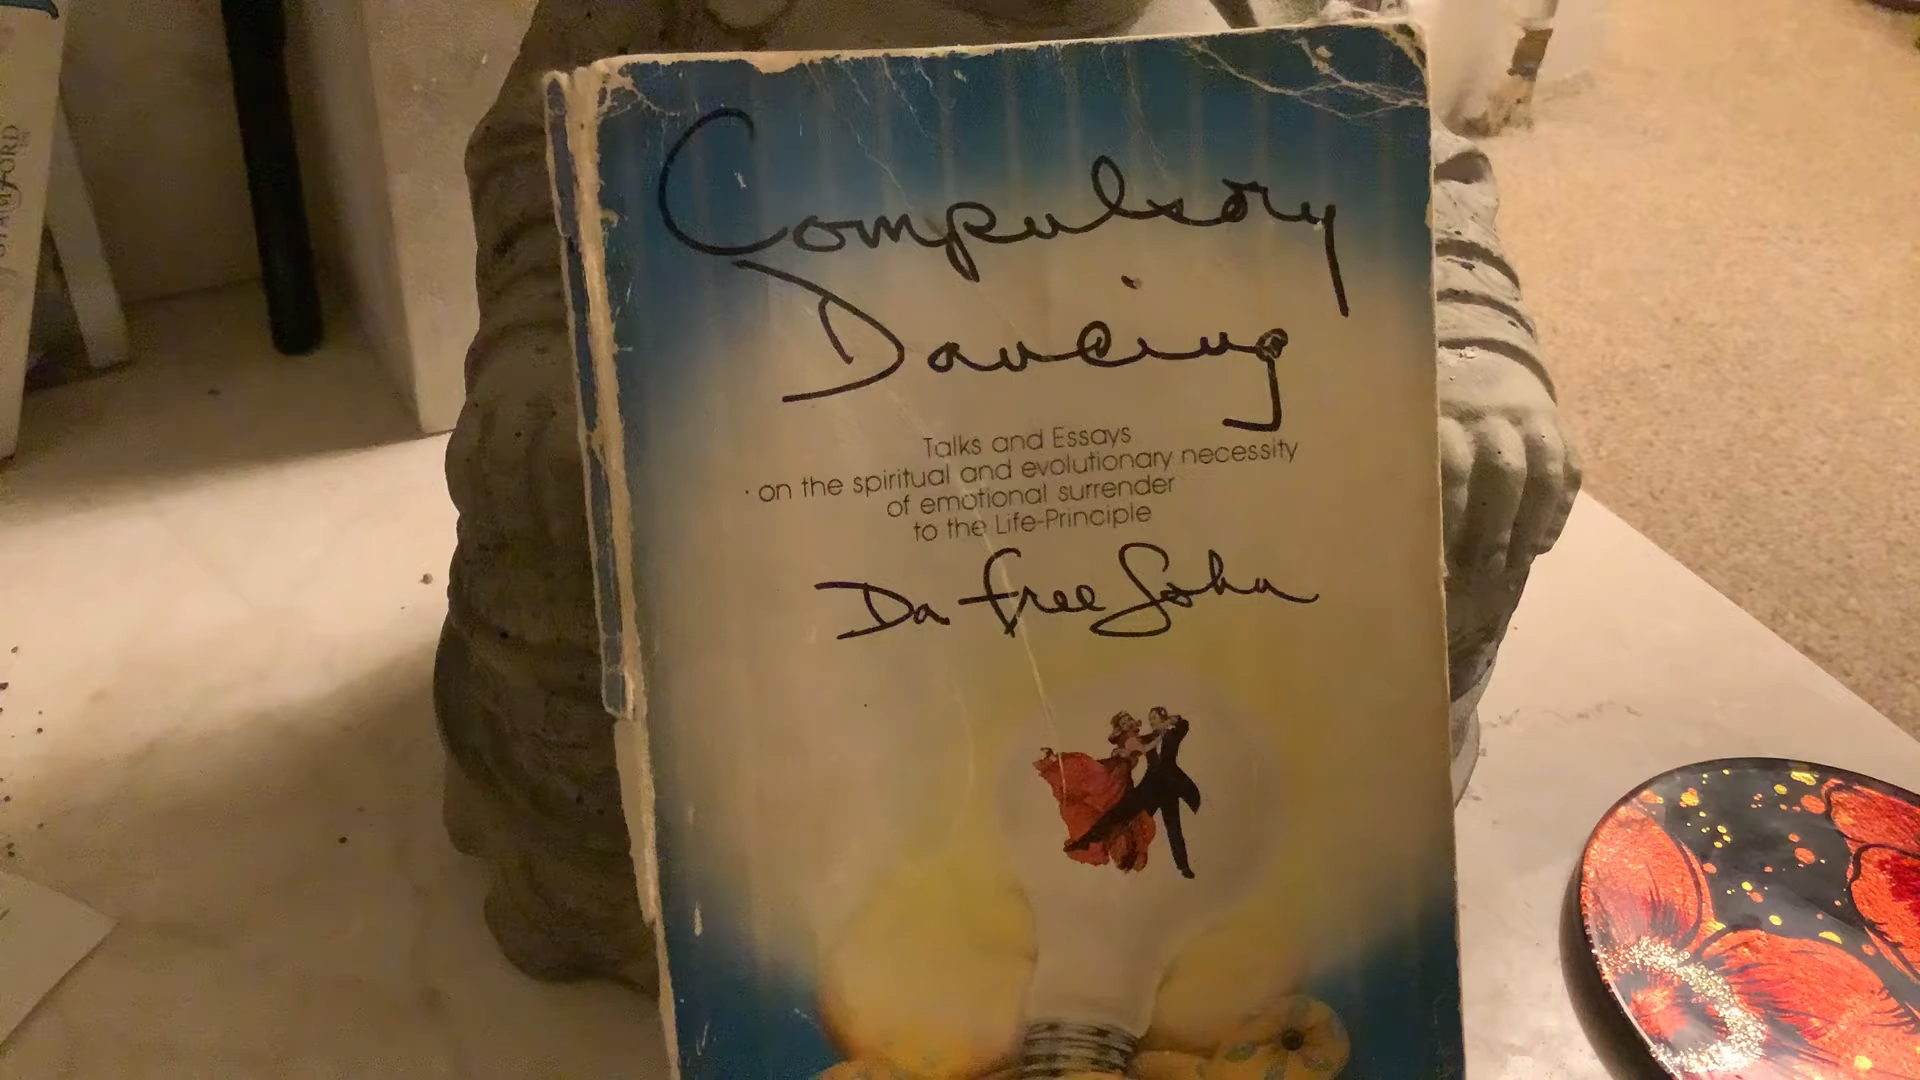 Compulsory
Dancing
Talks and Essays
on the spiritual and evolutionary necessity
of emotional surrender
to the Life-Principle
Da Free John
STAMFORD